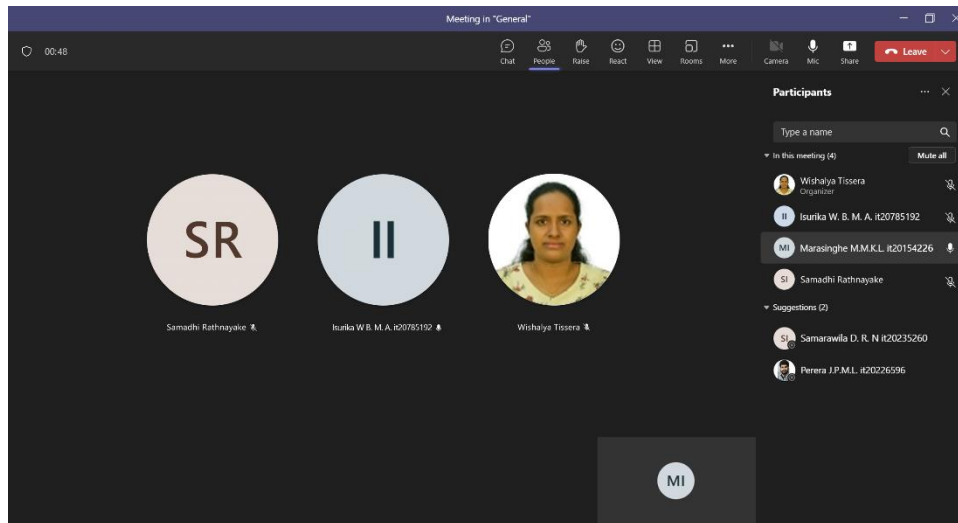 Meeting in "General"
00:48
Chat
People
Raise
React
View
Rooms
More
Camera
Mic
Share
Leave
Participants
Type a name
In this meeting (4)
Mute all
Wishalya Tissera
Organizer
II
Isurika W. B. M. A. it20785192
MI
Marasinghe M.M.K.L. it20154226
SI
Samadhi Rathnayake
Suggestions (2)
SI
Samarawila D. R. N it20235260
Perera J.P.M.L. it20226596
SR
II
Samadhi Rathnayake
Isurika W B. M. A. it20785192
Wishalya Tissera
MI